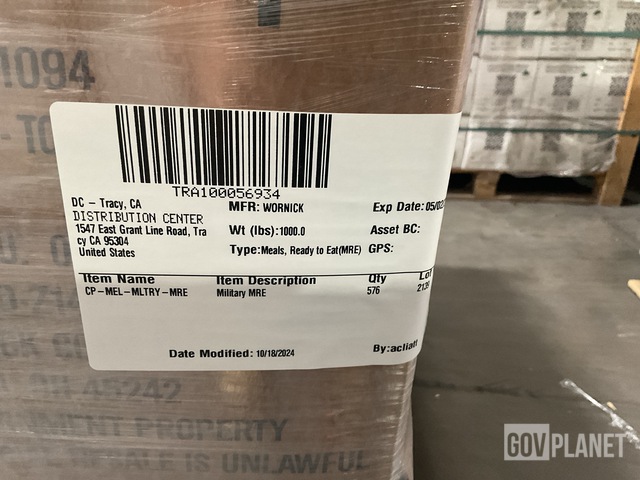 1094
TRA100056934
DC - Tracy, CA
DISTRIBUTION CENTER
1547 East Grant Line Road, Tra
cy CA 95304
United States
MFR: WORNICK
Wt (lbs):1000.0
Type:Meals, Ready to Eat(MRE)
Exp Date:
Asset BC:
GPS:
Item Name Item Description Qty
CP-MEL-MLTRY-MRE Military MRE 576
Date Modified: 10/18/2024
By:
45242
PROPERTY
IS UNLAWFUL
GOVPLANET